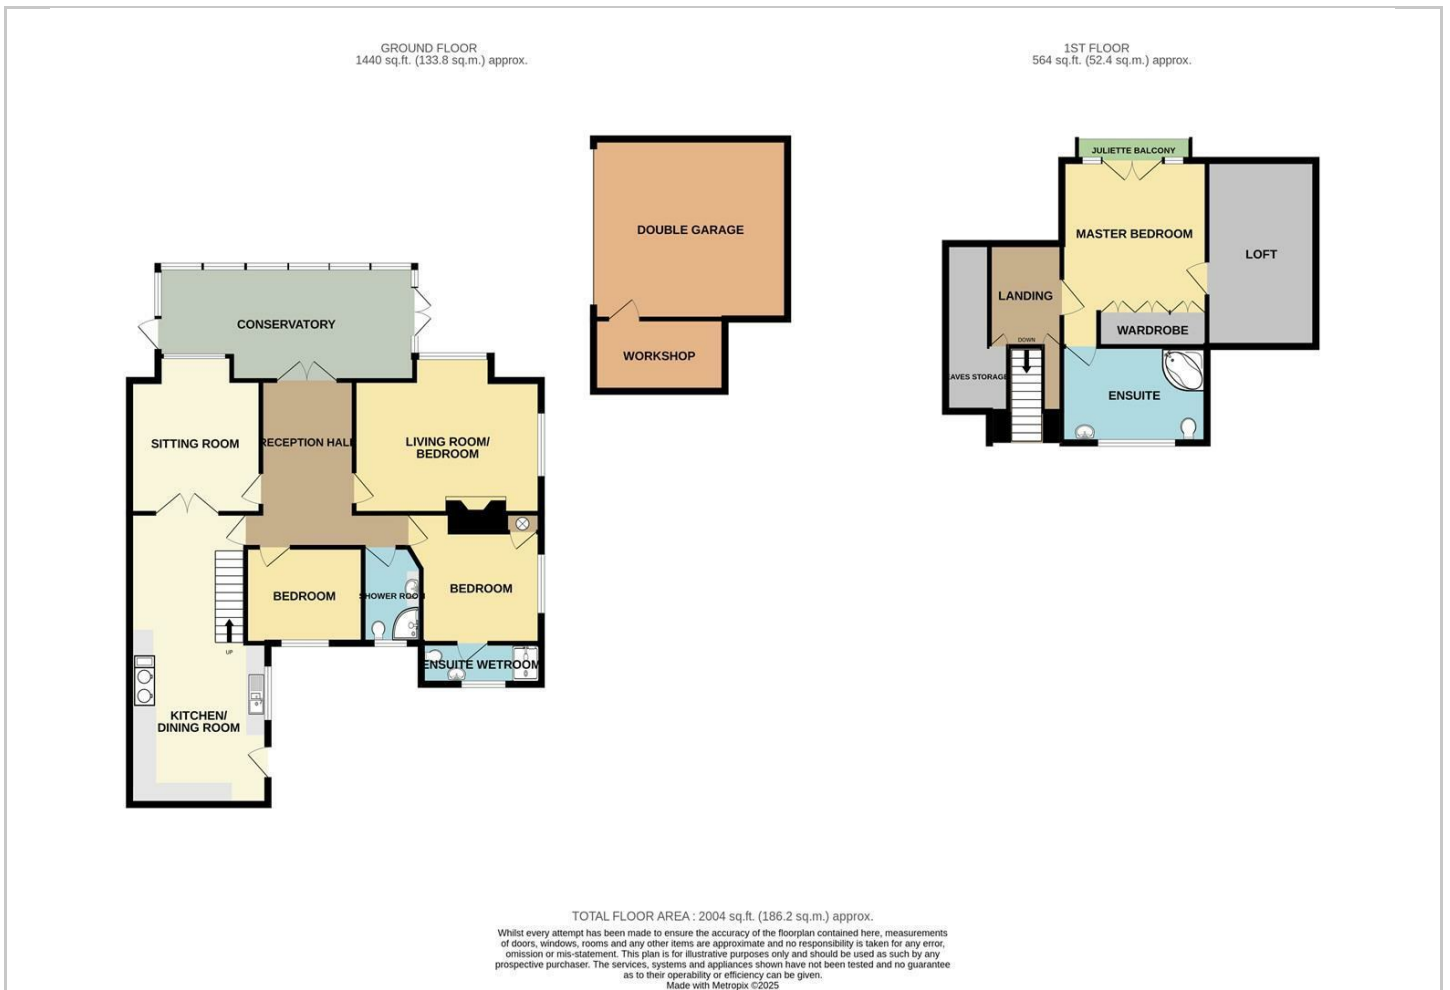 GROUND FLOOR
1440 sq.ft. (133.8 sq.m.) approx.
1ST FLOOR
564 sq.ft. (52.4 sq.m.) approx.
JULIETTE BALCONY
DOUBLE GARAGE
MASTER BEDROOM
LOFT
LANDING
CONSERVATORY
WARDROBE
DOWN
WORKSHOP
EAVES STORAGE
ENSUITE
SITTING ROOM
RECEPTION HALL
LIVING ROOM/
BEDROOM
BEDROOM
SHOWER ROOM
BEDROOM
UP
ENSUITE WETROOM
KITCHEN/
DINING ROOM
TOTAL FLOOR AREA : 2004 sq.ft. (186.2 sq.m.) approx.
Whilst every attempt has been made to ensure the accuracy of the floorplan contained here, measurements
of doors, windows, rooms and any other items are approximate and no responsibility is taken for any error,
omission or mis-statement. This plan is for illustrative purposes only and should be used as such by any
prospective purchaser. The services, systems and appliances shown have not been tested and no guarantee
as to their operability or efficiency can be given.
Made with Metropix ©2025